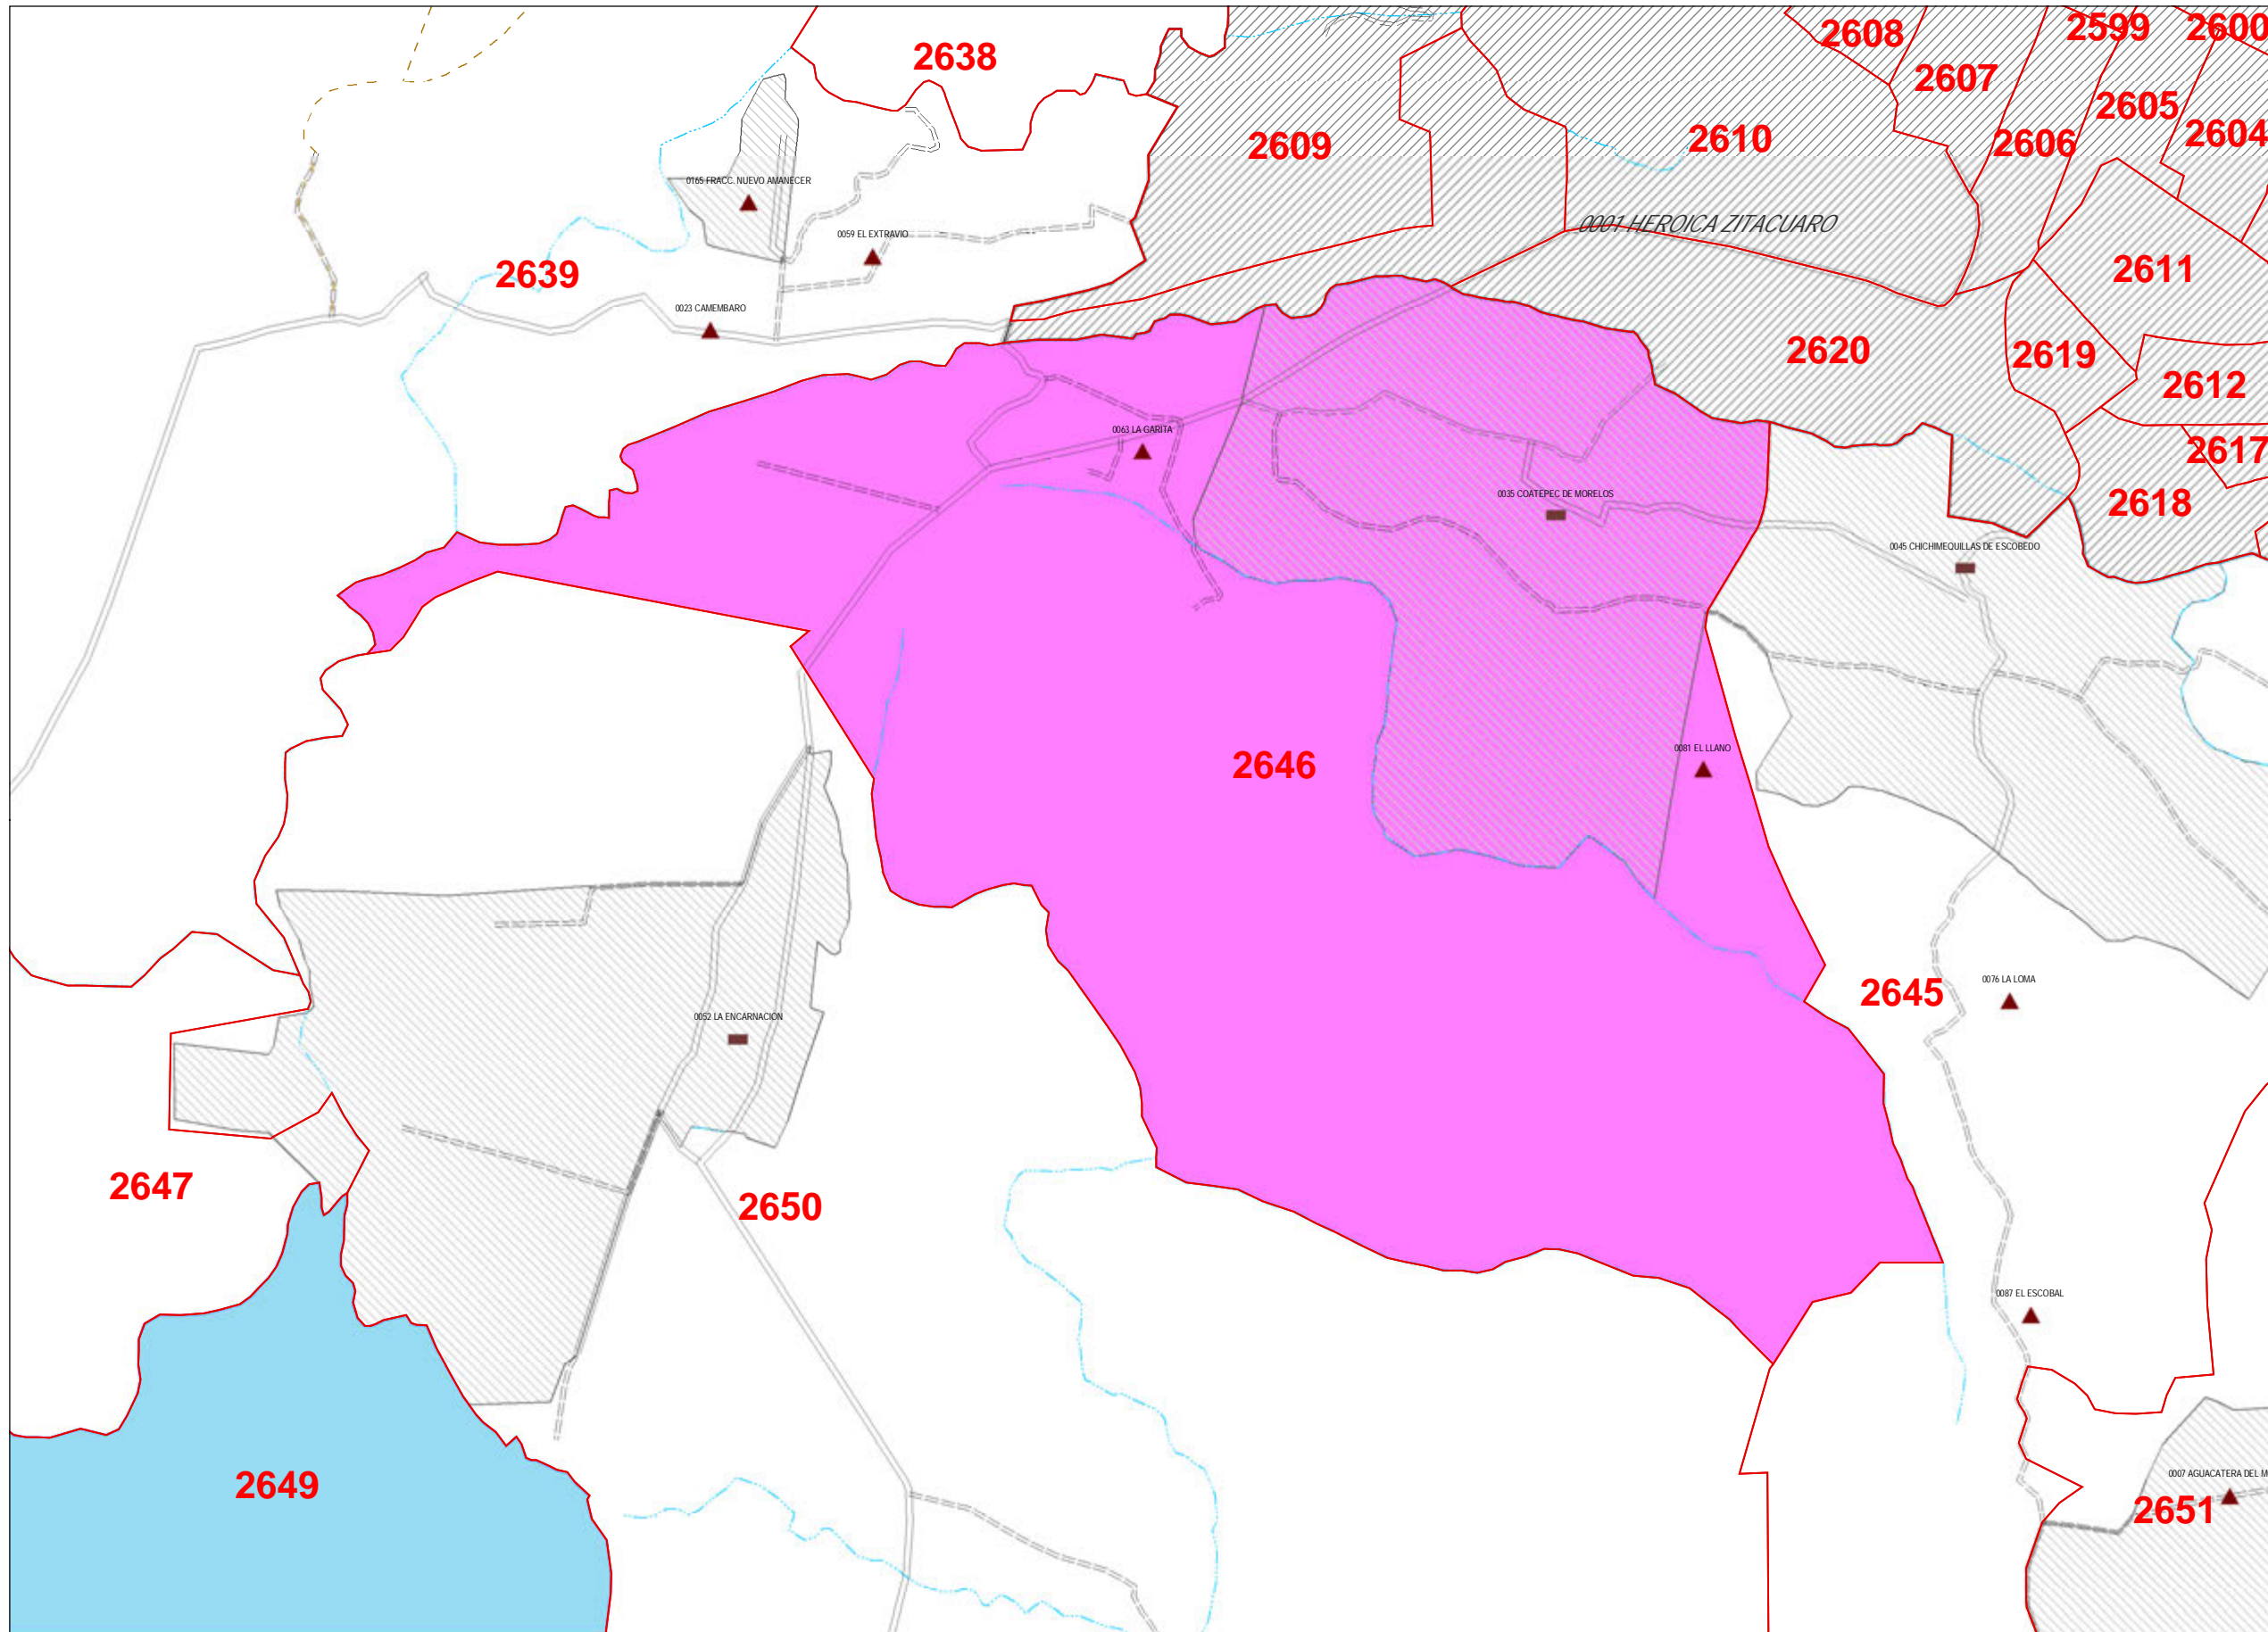 2599
2600
2608
2638
2607
2605
2604
2610
2606
2609
0165 FRACC. NUEVO AMANECER
0001 HEROICA ZITACUARO
0059 EL EXTRAVIO
2611
2639
0023 CAMEMBARO
2620
2619
2612
0063 LA GARITA
2617
0035 COATEPEC DE MORELOS
2618
0045 CHICHIMEQUILLAS DE ESCOBEDO
0081 EL LLANO
2646
0076 LA LOMA
2645
0052 LA ENCARNACION
2647
2650
0087 EL ESCOBAL
0007 AGUACATERA DEL M
2649
2651